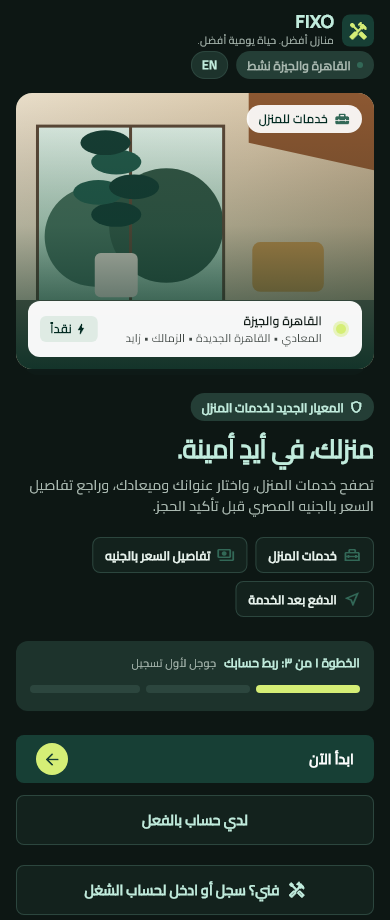 FIXO
منازل أفضل. حياة يومية أفضل.
القاهرة والجيزة نشط
EN
خدمات للمنزل
القاهرة والجيزة
المعادي • القاهرة الجديدة • الزمالك • زايد
نقداً
المعيار الجديد لخدمات المنزل
منزلك، في أيدٍ أمينة.
تصفح خدمات المنزل، واختار عنوانك وميعادك، وراجع تفاصيل
السعر بالجنيه المصري قبل تأكيد الحجز.
خدمات المنزل
تفاصيل السعر بالجنيه
الدفع بعد الخدمة
الخطوة ١ من ٣: ربط حسابك
جوجل لأول تسجيل
ابدأ الآن
لدي حساب بالفعل
فني؟ سجل أو ادخل لحساب الشغل